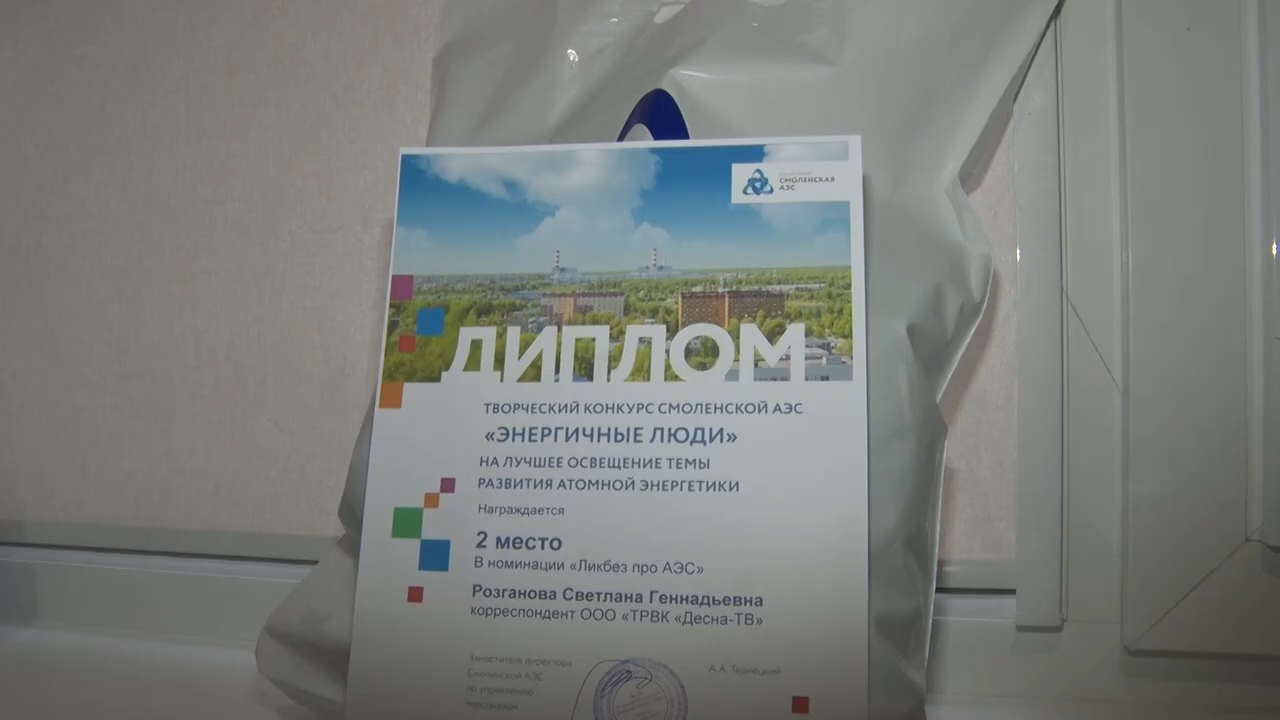 СМОЛЕНСКАЯ
АЭС
ДИПЛОМ
ТВОРЧЕСКИЙ КОНКУРС СМОЛЕНСКОЙ АЭС
«ЭНЕРГИЧНЫЕ ЛЮДИ»
НА ЛУЧШЕЕ ОСВЕЩЕНИЕ ТЕМЫ
РАЗВИТИЯ АТОМНОЙ ЭНЕРГЕТИКИ
Награждается
2 место
В номинации «Ликбез про АЭС»
Розганова Светлана Геннадьевна
корреспондент ООО «ТРВК «Десна-ТВ»
Заместитель директора
Смоленской АЭС
по управлению
персоналом
А.А.